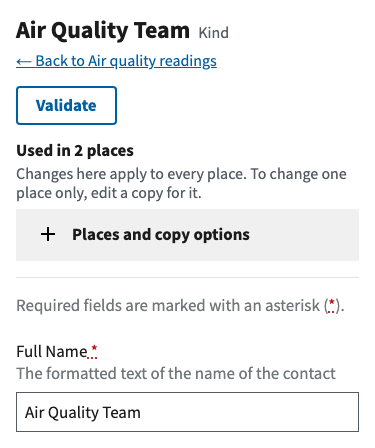 Air Quality Team Kind
← Back to Air quality readings
Validate
Used in 2 places
Changes here apply to every place. To change one
place only, edit a copy for it.
+ Places and copy options
Required fields are marked with an asterisk (*).
Full Name *
The formatted text of the name of the contact
Air Quality Team